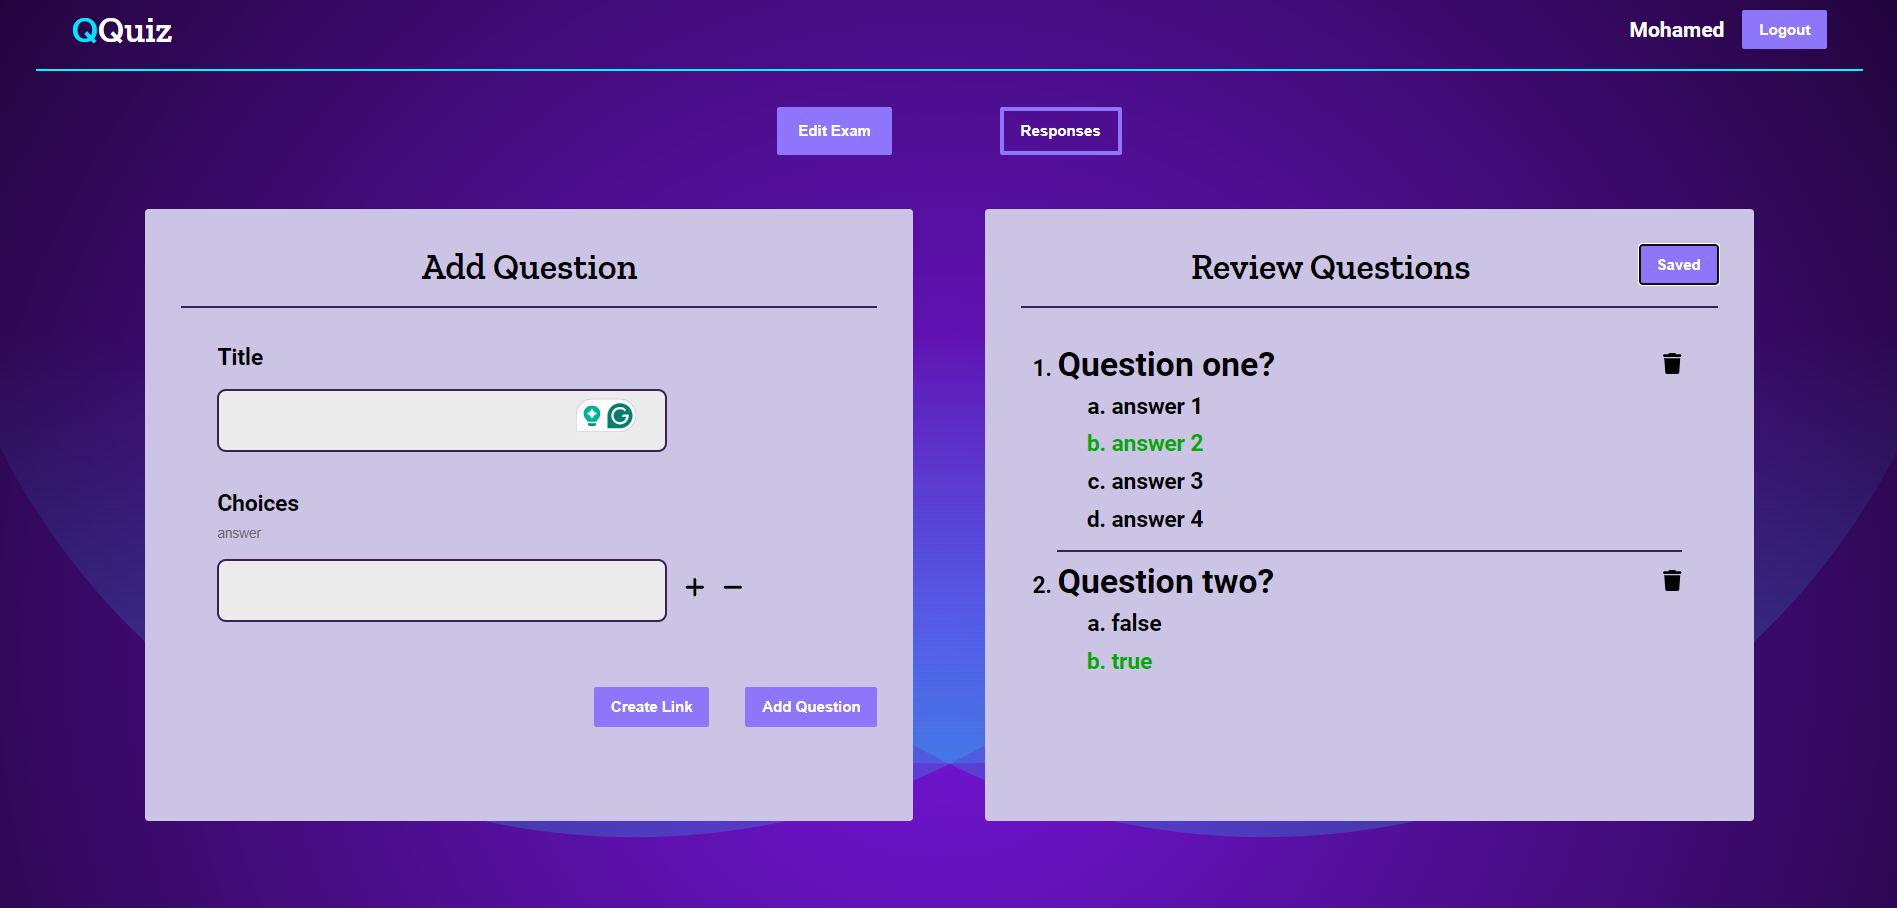 QQuiz
Mohamed
Logout
Edit Exam
Responses
Add Question
Title
Choices
answer
Create Link
Add Question
Review Questions
Saved
1. Question one?
a. answer 1
b. answer 2
c. answer 3
d. answer 4
2. Question two?
a. false
b. true